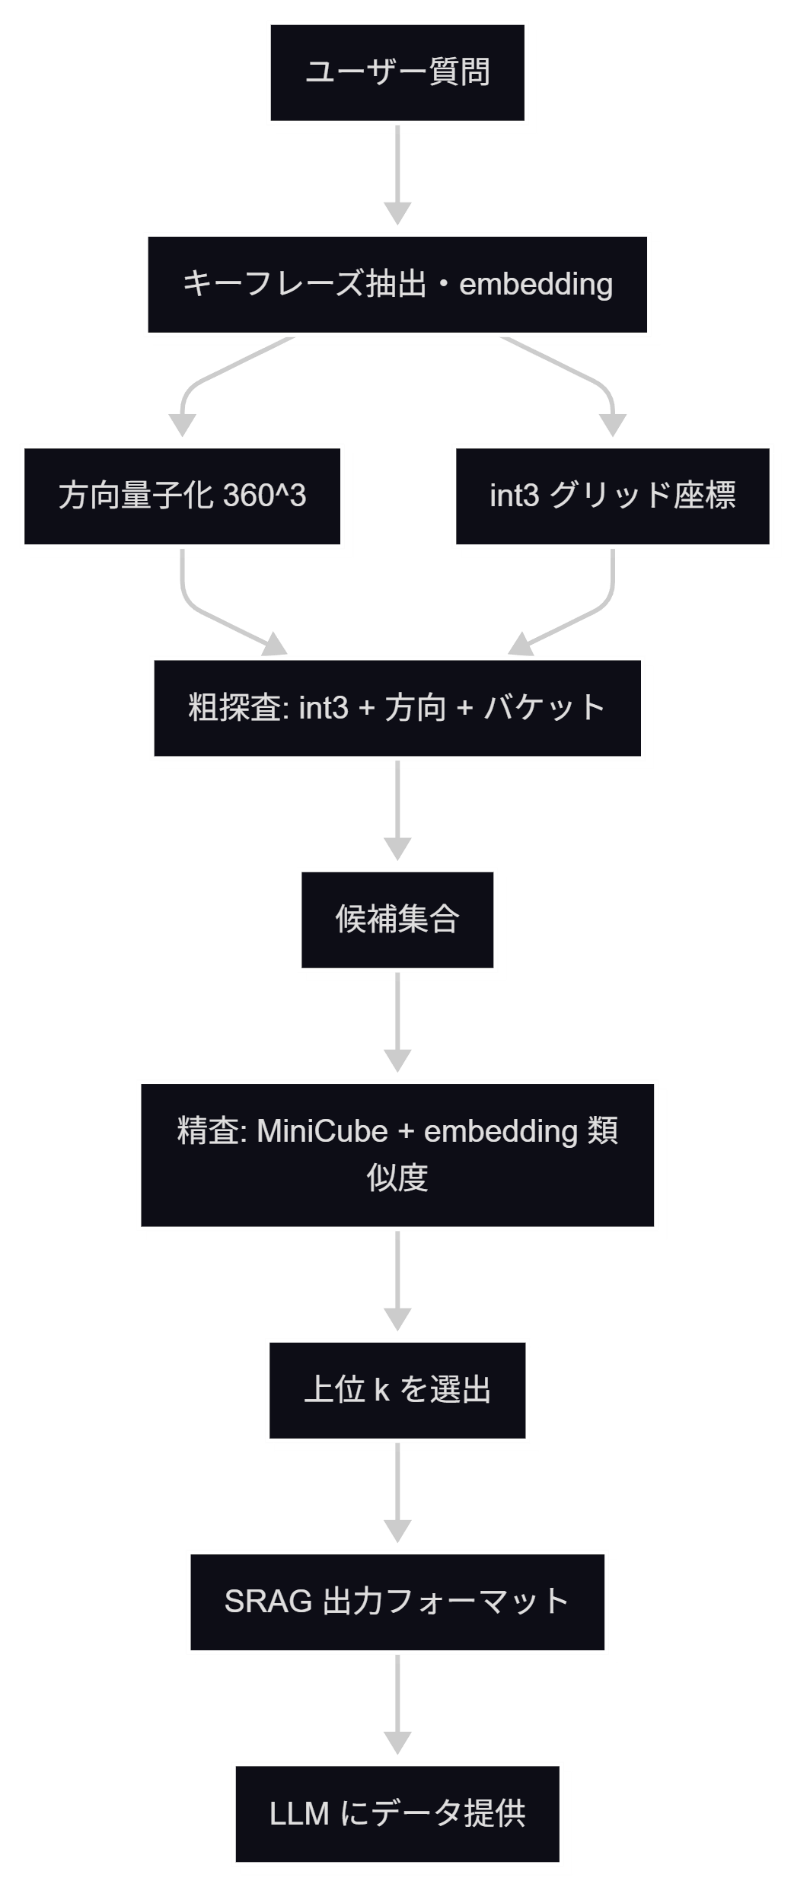 ユーザー質問
キーフレーズ抽出・embedding
方向量子化 360^3
int3 グリッド座標
粗探査: int3 + 方向 + バケット
候補集合
精査: MiniCube + embedding 類
似度
上位 k を選出
SRAG 出力フォーマット
LLM にデータ提供